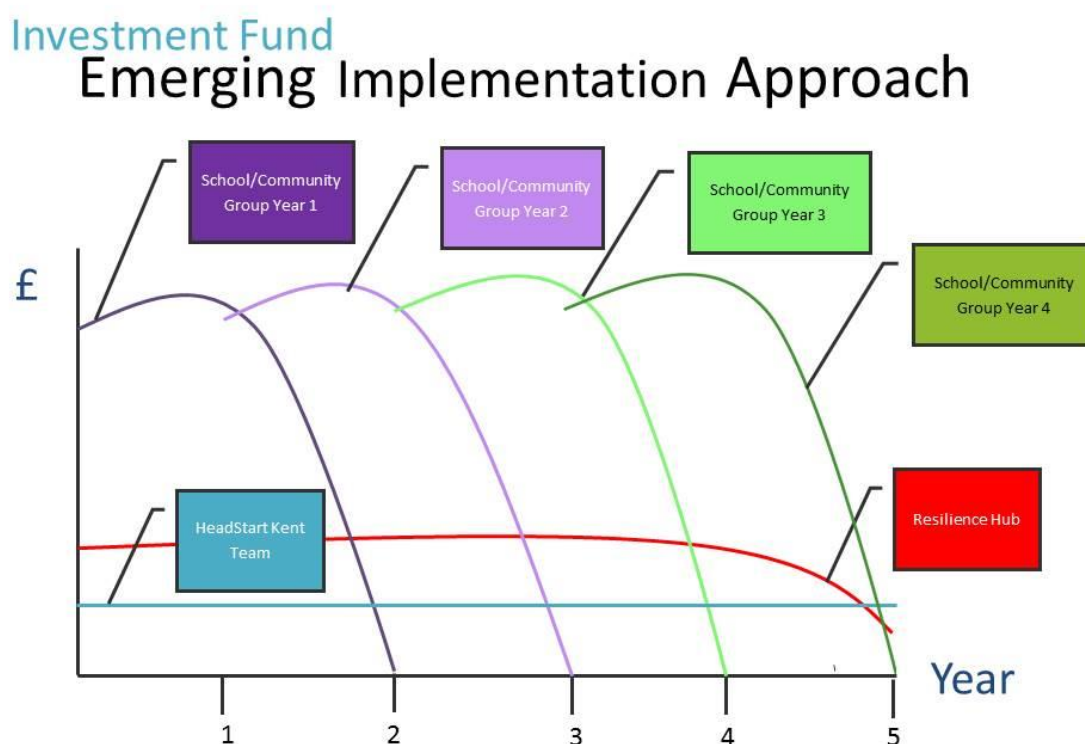 Investment Fund
Emerging Implementation Approach
School/Community
Group Year 1
School/Community
Group Year 2
School/Community
Group Year 3
School/Community
Group Year 4
£
HeadStart Kent
Team
Resilience Hub
Year
1
2
3
4
5